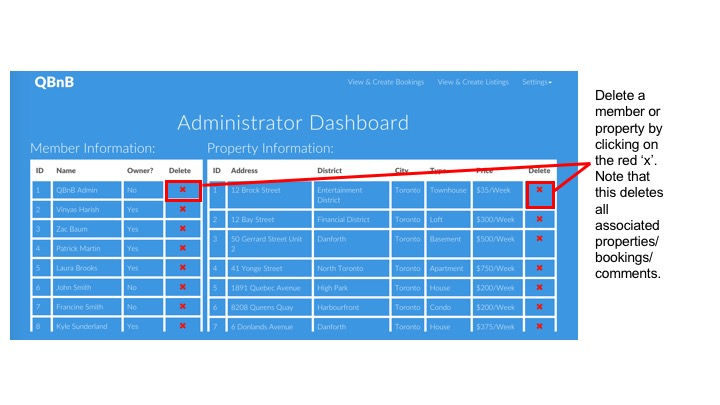 QBnB
View & Create Bookings View & Create Listings Settings
Administrator Dashboard
Member Information:
ID Name Owner? Delete
1 QBnB Admin No ✖
2 Vinyas Harish Yes ✖
3 Zac Baum Yes ✖
4 Patrick Martin Yes ✖
5 Laura Brooks Yes ✖
6 John Smith No ✖
7 Francine Smith No ✖
8 Kyle Sunderland Yes ✖
Property Information:
ID Address District City Type Price Delete
1 12 Brock Street Entertainment Toronto Townhouse $35/Week ✖
District
2 12 Bay Street Financial District Toronto Loft $300/Week ✖
3 50 Gerrard Street Unit Danforth Toronto Basement $500/Week ✖
2
4 41 Yonge Street North Toronto Toronto Apartment $750/Week ✖
5 1891 Quebec Avenue High Park Toronto House $200/Week ✖
6 8208 Queens Quay Harbourfront Toronto Condo $200/Week ✖
7 6 Donlands Avenue Danforth Toronto House $375/Week ✖
Delete a
member or
property by
clicking on
the red ‘x’.
Note that
this deletes
all
associated
properties/
bookings/
comments.